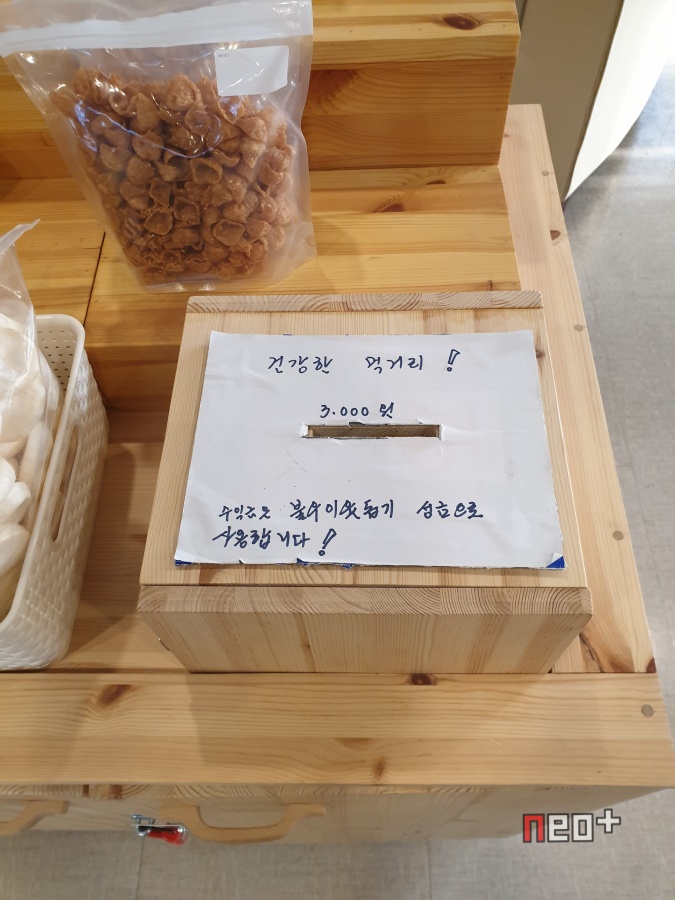 건강한 먹거리!
3.000원
수익금은 불우이웃돕기 성금으로
사용합니다!
neo+